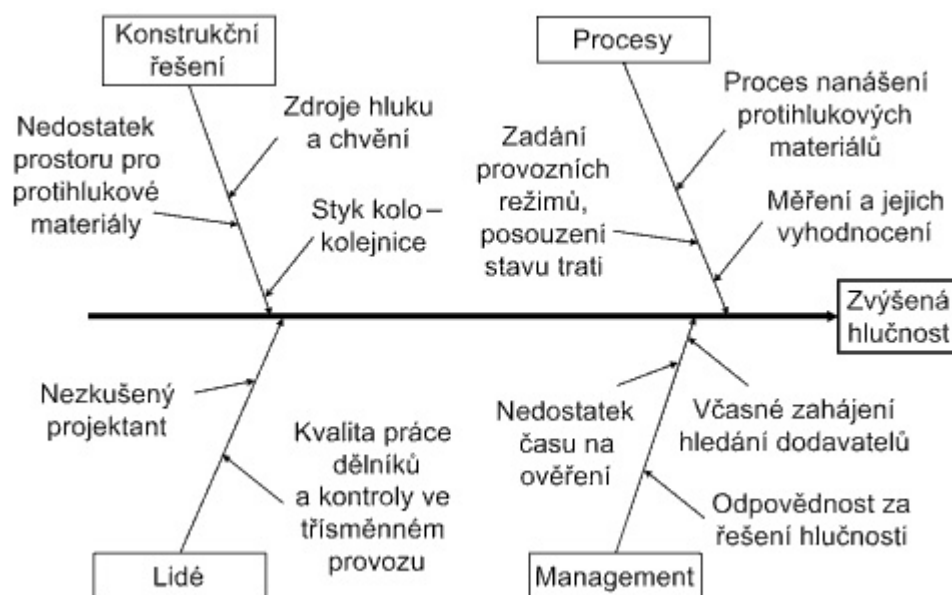 Konstrukční
řešení
Procesy
Nedostatek
prostoru pro
protihlukové
materiály
Zdroje hluku
a chvění
Styk kolo –
kolejnice
Zadání
provozních
režimů,
posouzení
stavu trati
Proces nanášení
protihlukových
materiálů
Měření a jejich
vyhodnocení
Zvýšená
hlučnost
Nezkušený
projektant
Kvalita práce
dělníků
a kontroly ve
třísměnném
provozu
Nedostatek
času na
ověření
Včasné zahájení
hledání dodavatelů
Odpovědnost za
řešení hlučnosti
Lidé
Management